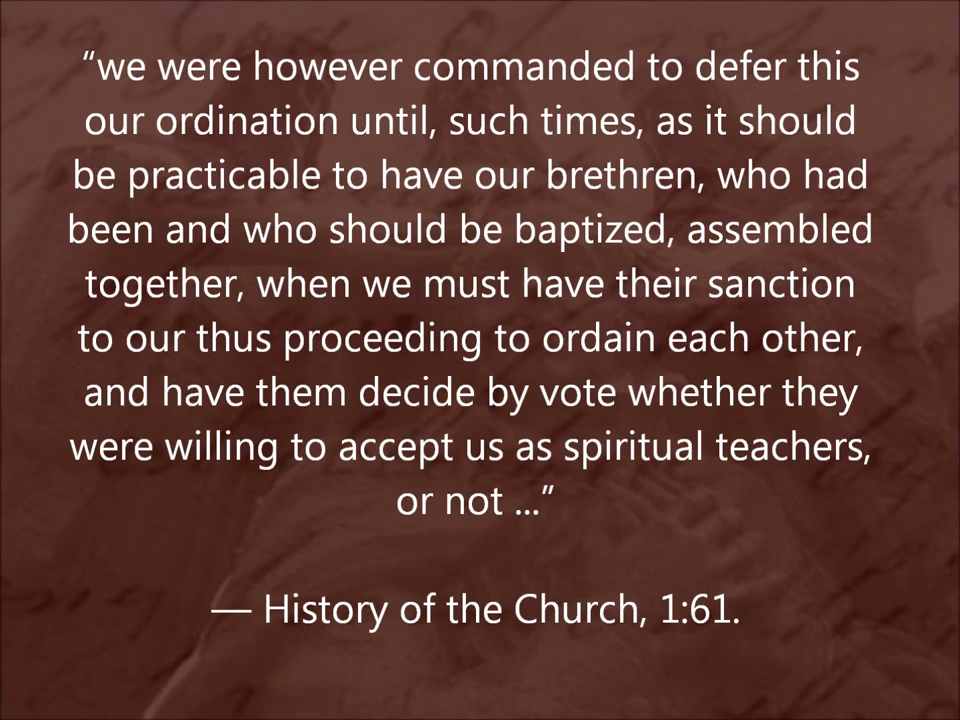 “we were however commanded to defer this
our ordination until, such times, as it should
be practicable to have our brethren, who had
been and who should be baptized, assembled
together, when we must have their sanction
to our thus proceeding to ordain each other,
and have them decide by vote whether they
were willing to accept us as spiritual teachers,
or not ...”
— History of the Church, 1:61.